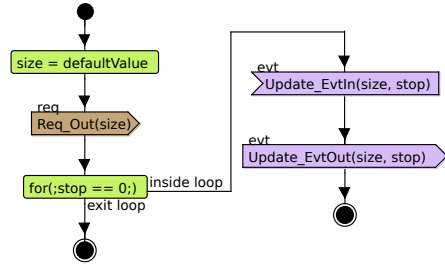 size = defaultValue
req
Req_Out(size)
for(;stop == 0;)
inside loop
exit loop
evt
Update_EvtIn(size, stop)
evt
Update_EvtOut(size, stop)